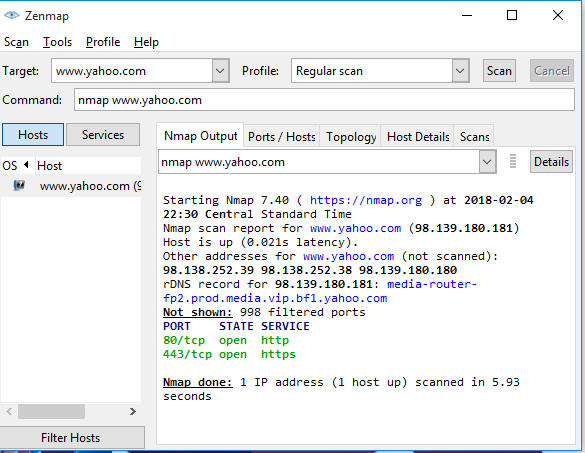 Zenmap
Scan Tools Profile Help
Target: www.yahoo.com Profile: Regular scan Scan Cancel
Command: nmap www.yahoo.com
Hosts Services
Nmap Output Ports / Hosts Topology Host Details Scans
OS Host
www.yahoo.com (9
nmap www.yahoo.com Details
Starting Nmap 7.40 ( https://nmap.org ) at 2018-02-04
22:30 Central Standard Time
Nmap scan report for www.yahoo.com (98.139.180.181)
Host is up (0.021s latency).
Other addresses for www.yahoo.com (not scanned):
98.138.252.39 98.138.252.38 98.139.180.180
rDNS record for 98.139.180.181: media-router-
fp2.prod.media.vip.bf1.yahoo.com
Not shown: 998 filtered ports
PORT STATE SERVICE
80/tcp open http
443/tcp open https
Nmap done: 1 IP address (1 host up) scanned in 5.93
seconds
Filter Hosts